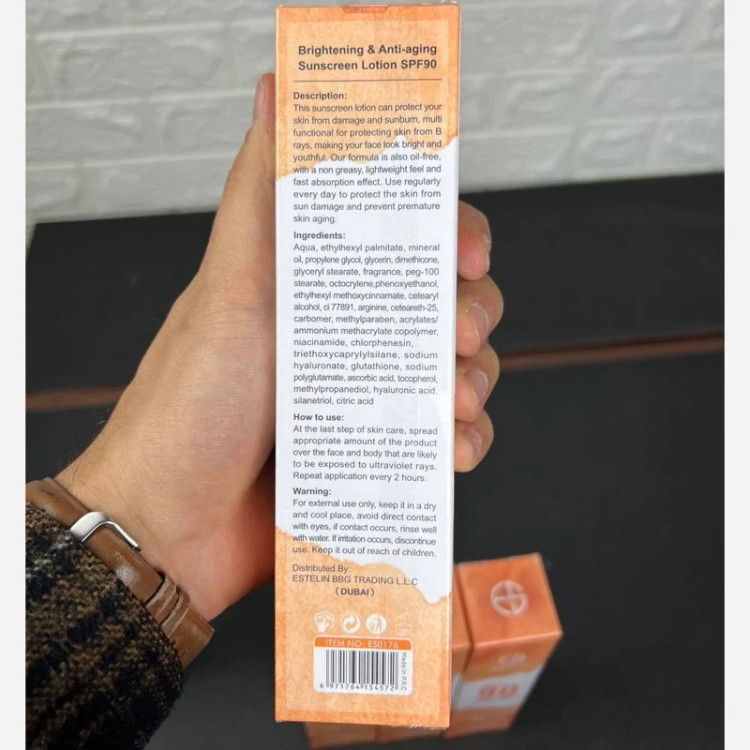 Brightening & Anti-aging
Sunscreen Lotion SPF90
Description:
This sunscreen lotion can protect your
skin from damage and sunburn, multi
functional for protecting skin from B
rays, making your face look bright and
youthful. Our formula is also oil-free,
with a non greasy, lightweight feel and
fast absorption effect. Use regularly
every day to protect the skin from
sun damage and prevent premature
skin aging.
Ingredients:
Aqua, ethylhexyl palmitate, mineral
oil, propylene glycol, glycerin, dimethicone,
glyceryl stearate, fragrance, peg-100
stearate, octocrylene,phenoxyethanol,
ethylhexyl methoxycinnamate, cetearyl
alcohol, ci 77891, arginine, ceteareth-25,
carbomer, methylparaben, acrylates/
ammonium methacrylate copolymer,
niacinamide, chlorphenesin,
triethoxycaprylylsilane, sodium
hyaluronate, glutathione, sodium
polyglutamate, ascorbic acid, tocopherol,
methylpropanediol, hyaluronic acid,
silanetriol, citric acid
How to use:
At the last step of skin care, spread
appropriate amount of the product
over the face and body that are likely
to be exposed to ultraviolet rays.
Repeat application every 2 hours.
Warning:
For external use only, keep it in a dry
and cool place, avoid direct contact
with eyes, if contact occurs, rinse well
with water. If irritation occurs, discontinue
use. Keep it out of reach of children.
Distributed By:
ESTELIN BBG TRADING L.L.C
(DUBAI)
ITEM NO. ES0176
Made in P.R.C
6 971764 154572
90